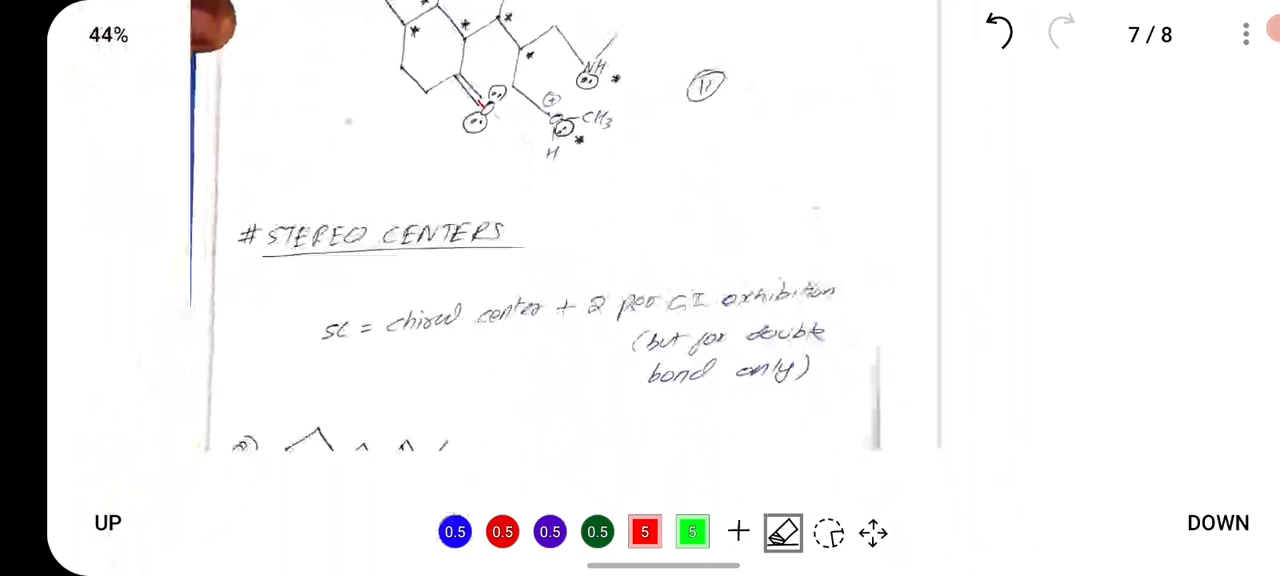 44%
7 / 8
NH
CH3
H
11
# STEREO CENTERS
SC = chiral center + 2 per GI exhibition
(but for double
bond only)
UP
0.5 0.5 0.5 0.5 5 5
DOWN